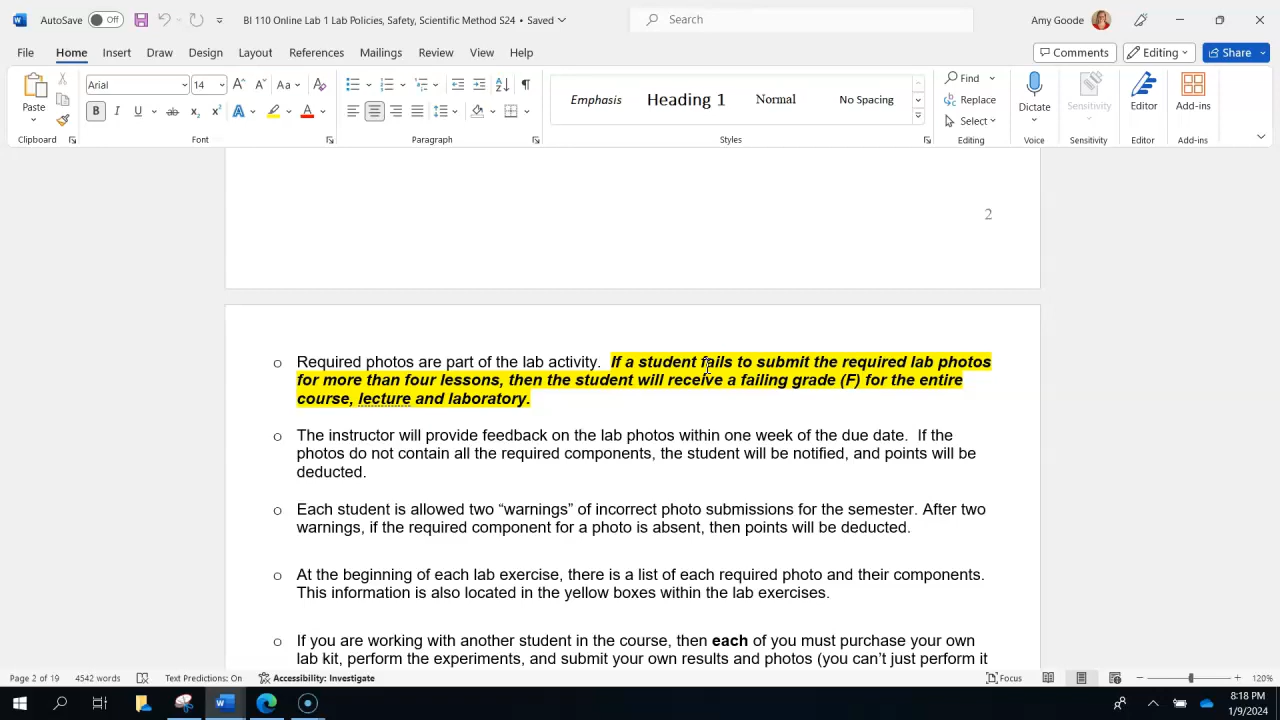 AutoSave Off BI 110 Online Lab 1 Lab Policies, Safety, Scientific Method S24 • Saved Search Amy Goode
File Home Insert Draw Design Layout References Mailings Review View Help Comments Editing Share
Paste Arial 14 Aa Emphasis Heading 1 Normal No Spacing Find Replace Select Dictate Sensitivity Editor Add-ins
Clipboard Font Paragraph Styles Editing Voice Sensitivity Editor Add-ins
2
o Required photos are part of the lab activity. If a student fails to submit the required lab photos
for more than four lessons, then the student will receive a failing grade (F) for the entire
course, lecture and laboratory.
o The instructor will provide feedback on the lab photos within one week of the due date. If the
photos do not contain all the required components, the student will be notified, and points will be
deducted.
o Each student is allowed two “warnings” of incorrect photo submissions for the semester. After two
warnings, if the required component for a photo is absent, then points will be deducted.
o At the beginning of each lab exercise, there is a list of each required photo and their components.
This information is also located in the yellow boxes within the lab exercises.
o If you are working with another student in the course, then each of you must purchase your own
lab kit, perform the experiments, and submit your own results and photos (you can’t just perform it
Page 2 of 19 4542 words Text Predictions: On Accessibility: Investigate Focus 120%
8:18 PM
1/9/2024